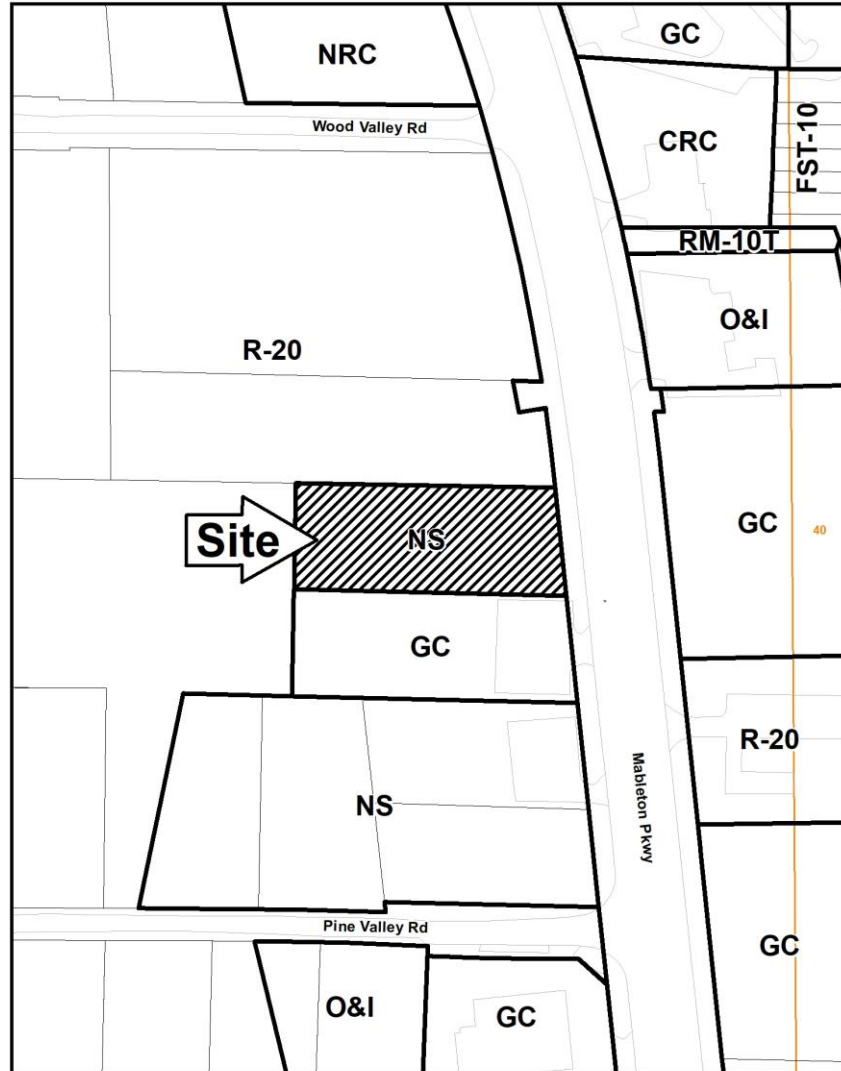 GC
NRC
Wood Valley Rd
CRC
FST-10
RM-10T
O&I
R-20
GC
40
Site
NS
GC
R-20
Mableton Pkwy
NS
Pine Valley Rd
GC
O&I
GC